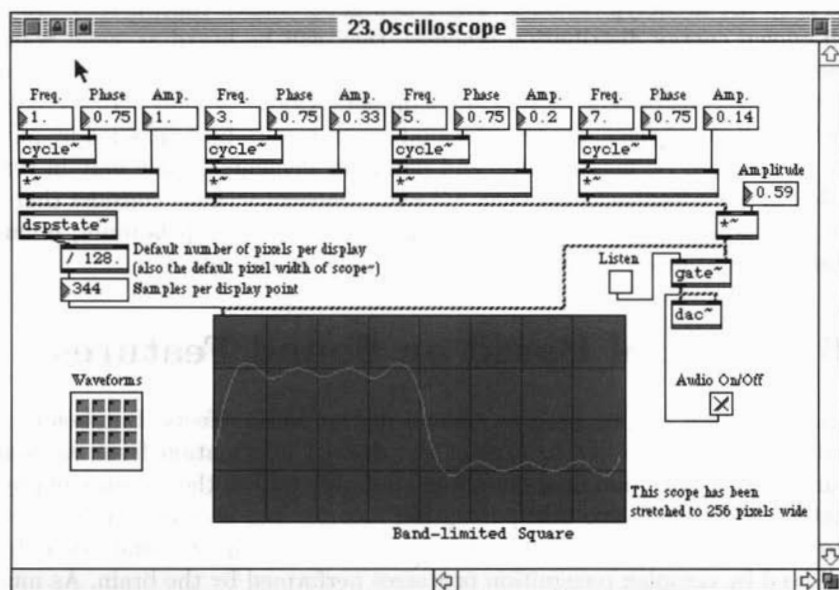 23. Oscilloscope
Freq. Phase Amp. Freq. Phase Amp. Freq. Phase Amp. Freq. Phase Amp.
1. 0.75 1. 3. 0.75 0.33 5. 0.75 0.2 7. 0.75 0.14
cycle~ cycle~ cycle~ cycle~
Amplitude
*~ *~ *~ *~
0.59
dspstate~ *~
/ 128. Default number of pixels per display
(also the default pixel width of scope~)
Listen
gate~
344 Samples per display point
dac~
Waveforms
Audio On/Off
This scope has been
stretched to 256 pixels wide
Band-limited Square